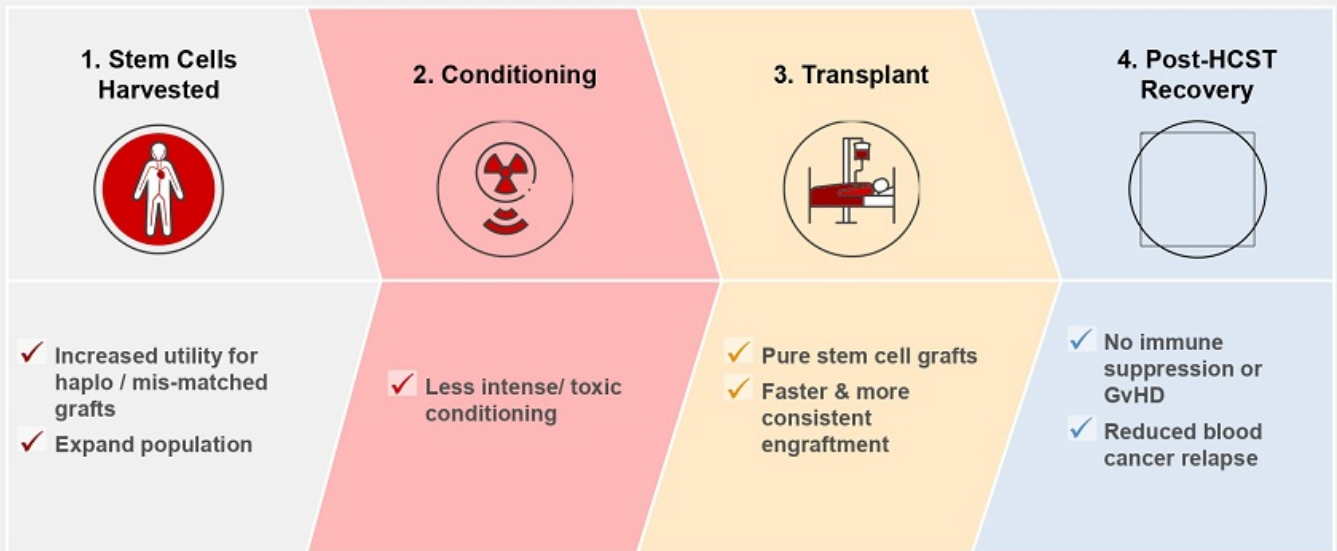 1. Stem Cells
Harvested
2. Conditioning
3. Transplant
4. Post-HCST
Recovery
Increased utility for
haplo / mis-matched
grafts
Expand population
Less intense/ toxic
conditioning
Pure stem cell grafts
Faster & more
consistent
engraftment
No immune
suppression or
GvHD
Reduced blood
cancer relapse